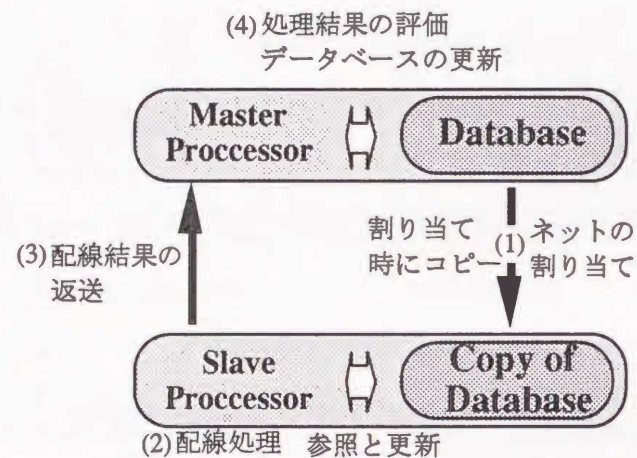 (4)処理結果の評価
データベースの更新
Master
Proccessor
Database
(3)配線結果の
返送
割り当て
時にコピー
(1)
ネットの
割り当て
Slave
Proccessor
Copy of
Database
(2)配線処理 参照と更新